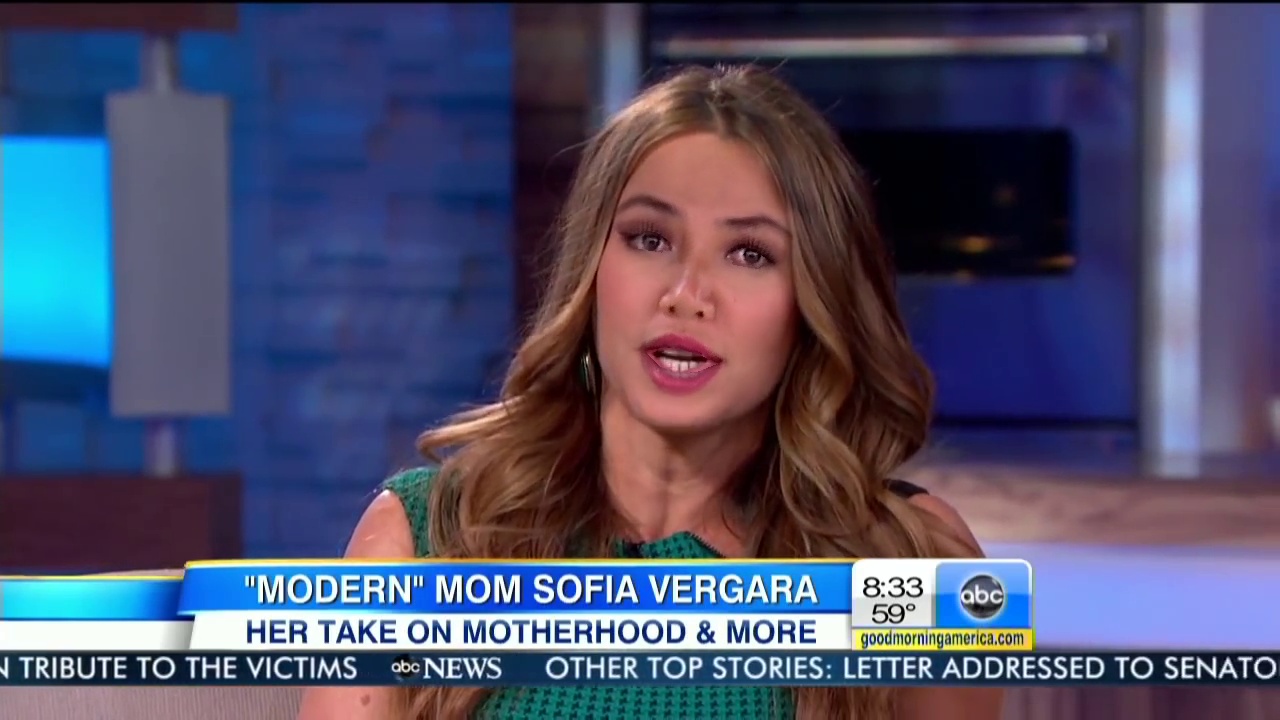 "MODERN" MOM SOFIA VERGARA
HER TAKE ON MOTHERHOOD & MORE
8:33
59°
abc
goodmorningamerica.com
N TRIBUTE TO THE VICTIMS abc NEWS OTHER TOP STORIES: LETTER ADDRESSED TO SENATO